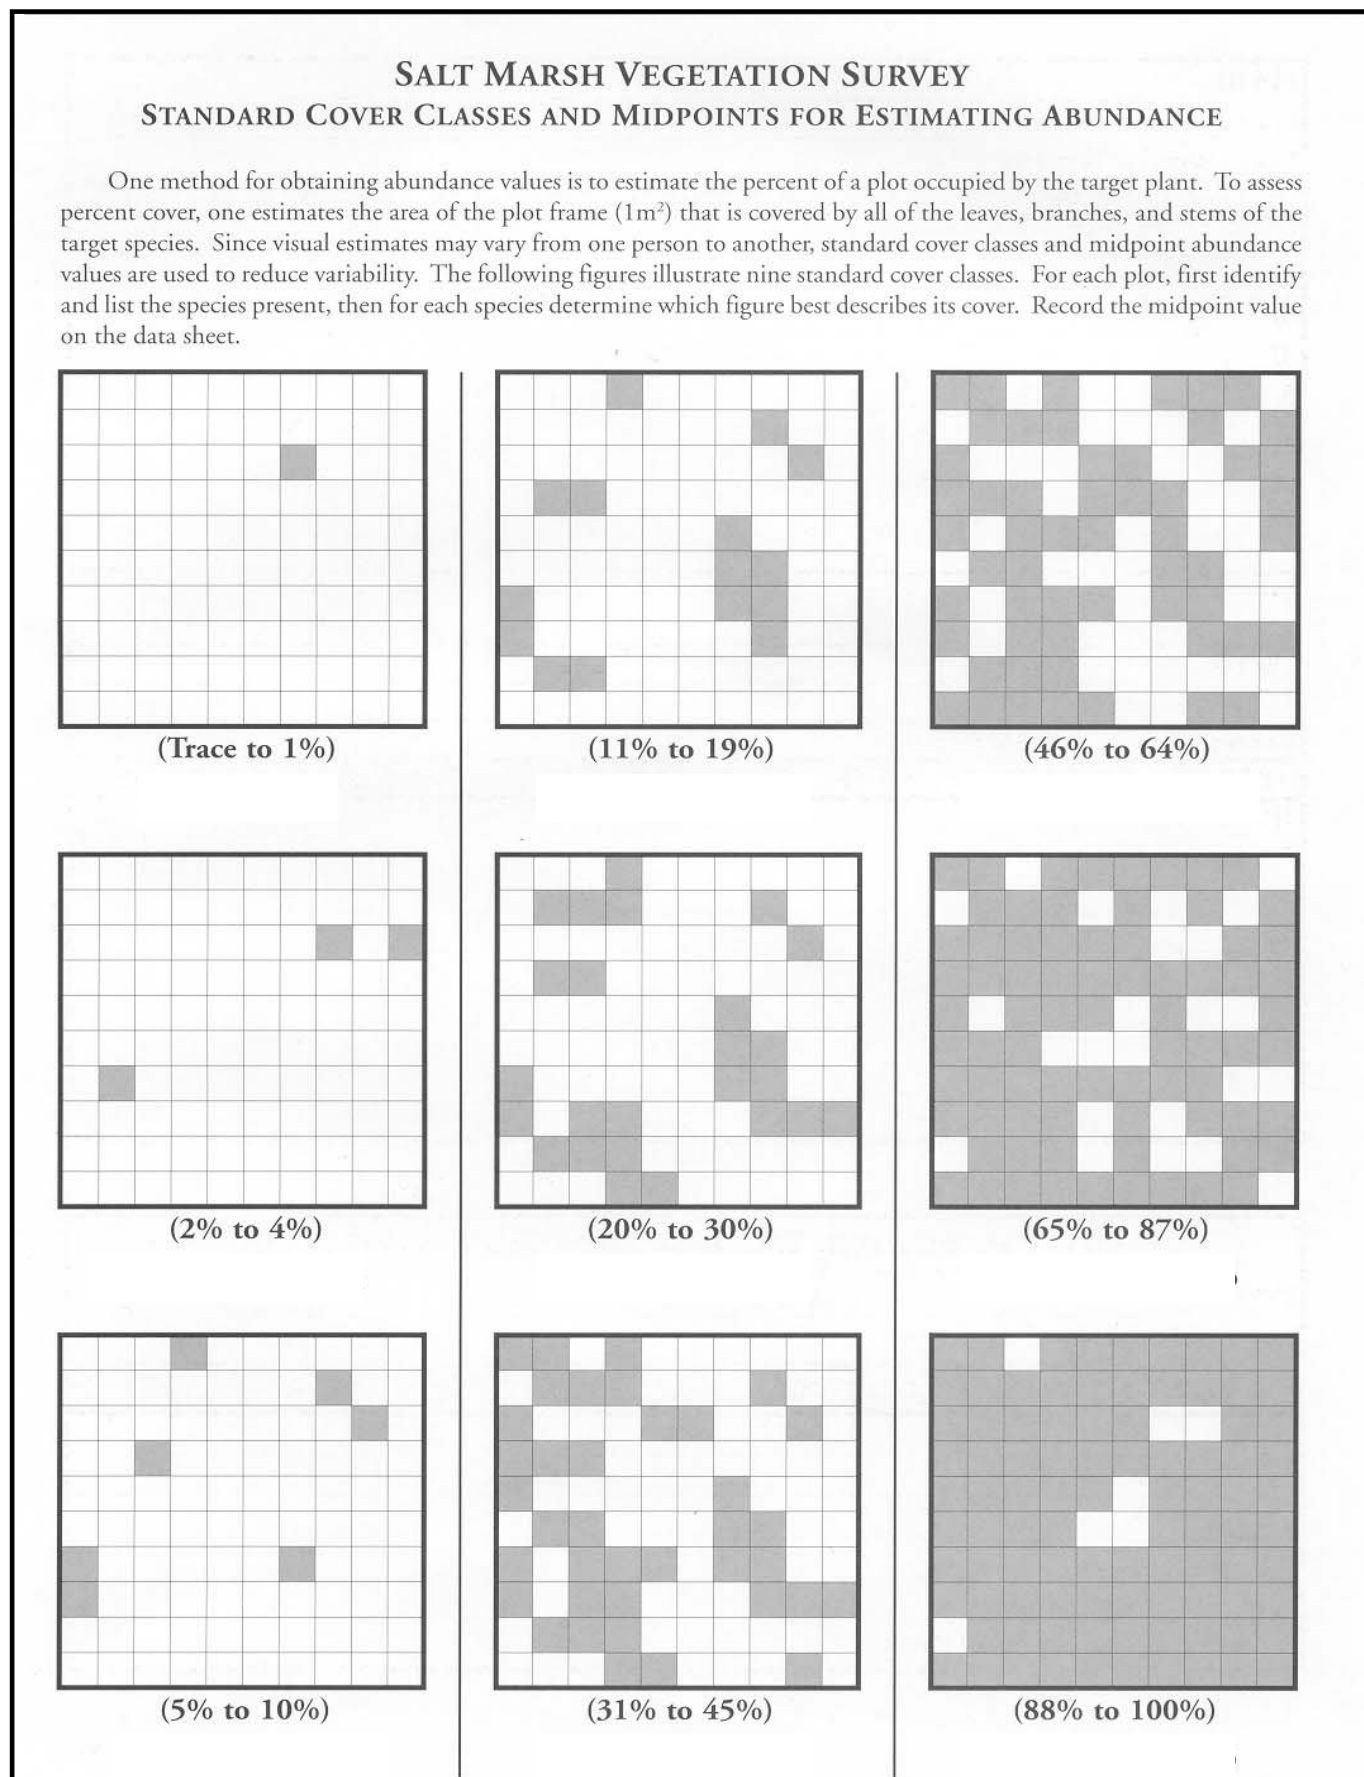 SALT MARSH VEGETATION SURVEY
STANDARD COVER CLASSES AND MIDPOINTS FOR ESTIMATING ABUNDANCE
One method for obtaining abundance values is to estimate the percent of a plot occupied by the target plant. To assess
percent cover, one estimates the area of the plot frame (1m²) that is covered by all of the leaves, branches, and stems of the
target species. Since visual estimates may vary from one person to another, standard cover classes and midpoint abundance
values are used to reduce variability. The following figures illustrate nine standard cover classes. For each plot, first identify
and list the species present, then for each species determine which figure best describes its cover. Record the midpoint value
on the data sheet.
(Trace to 1%)
(11% to 19%)
(46% to 64%)
(2% to 4%)
(20% to 30%)
(65% to 87%)
(5% to 10%)
(31% to 45%)
(88% to 100%)